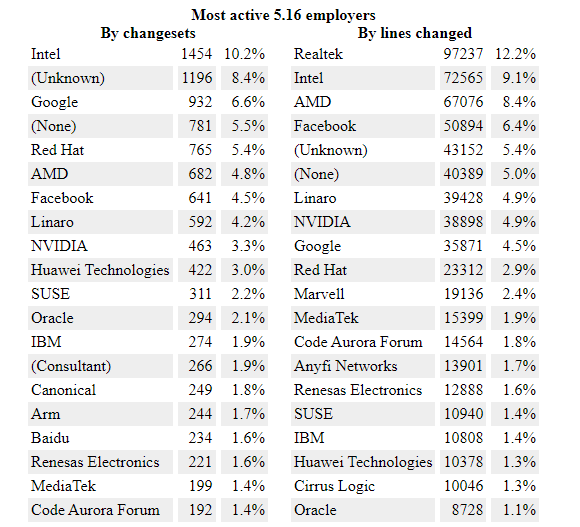 Most active 5.16 employers
By changesets By lines changed
Intel 1454 10.2% Realtek 97237 12.2%
(Unknown) 1196 8.4% Intel 72565 9.1%
Google 932 6.6% AMD 67076 8.4%
(None) 781 5.5% Facebook 50894 6.4%
Red Hat 765 5.4% (Unknown) 43152 5.4%
AMD 682 4.8% (None) 40389 5.0%
Facebook 641 4.5% Linaro 39428 4.9%
Linaro 592 4.2% NVIDIA 38898 4.9%
NVIDIA 463 3.3% Google 35871 4.5%
Huawei Technologies 422 3.0% Red Hat 23312 2.9%
SUSE 311 2.2% Marvell 19136 2.4%
Oracle 294 2.1% MediaTek 15399 1.9%
IBM 274 1.9% Code Aurora Forum 14564 1.8%
(Consultant) 266 1.9% Anyfi Networks 13901 1.7%
Canonical 249 1.8% Renesas Electronics 12888 1.6%
Arm 244 1.7% SUSE 10940 1.4%
Baidu 234 1.6% IBM 10808 1.4%
Renesas Electronics 221 1.6% Huawei Technologies 10378 1.3%
MediaTek 199 1.4% Cirrus Logic 10046 1.3%
Code Aurora Forum 192 1.4% Oracle 8728 1.1%